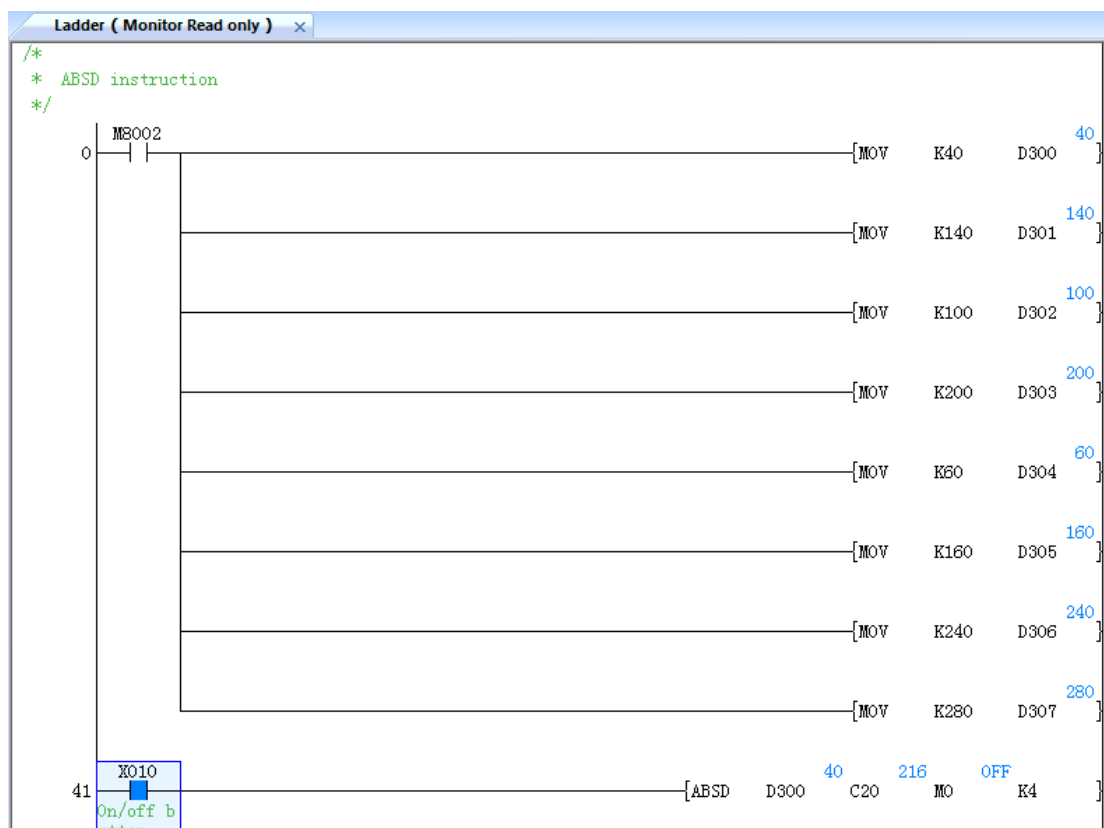 Ladder ( Monitor Read only ) ×
/*
* ABSD instruction
*/
M8002
40
0 [MOV K40 D300 ]
140
[MOV K140 D301 ]
100
[MOV K100 D302 ]
200
[MOV K200 D303 ]
60
[MOV K60 D304 ]
160
[MOV K160 D305 ]
240
[MOV K240 D306 ]
280
[MOV K280 D307 ]
X010 40 216 OFF
41 [ABSD D300 C20 M0 K4 ]
On/off b